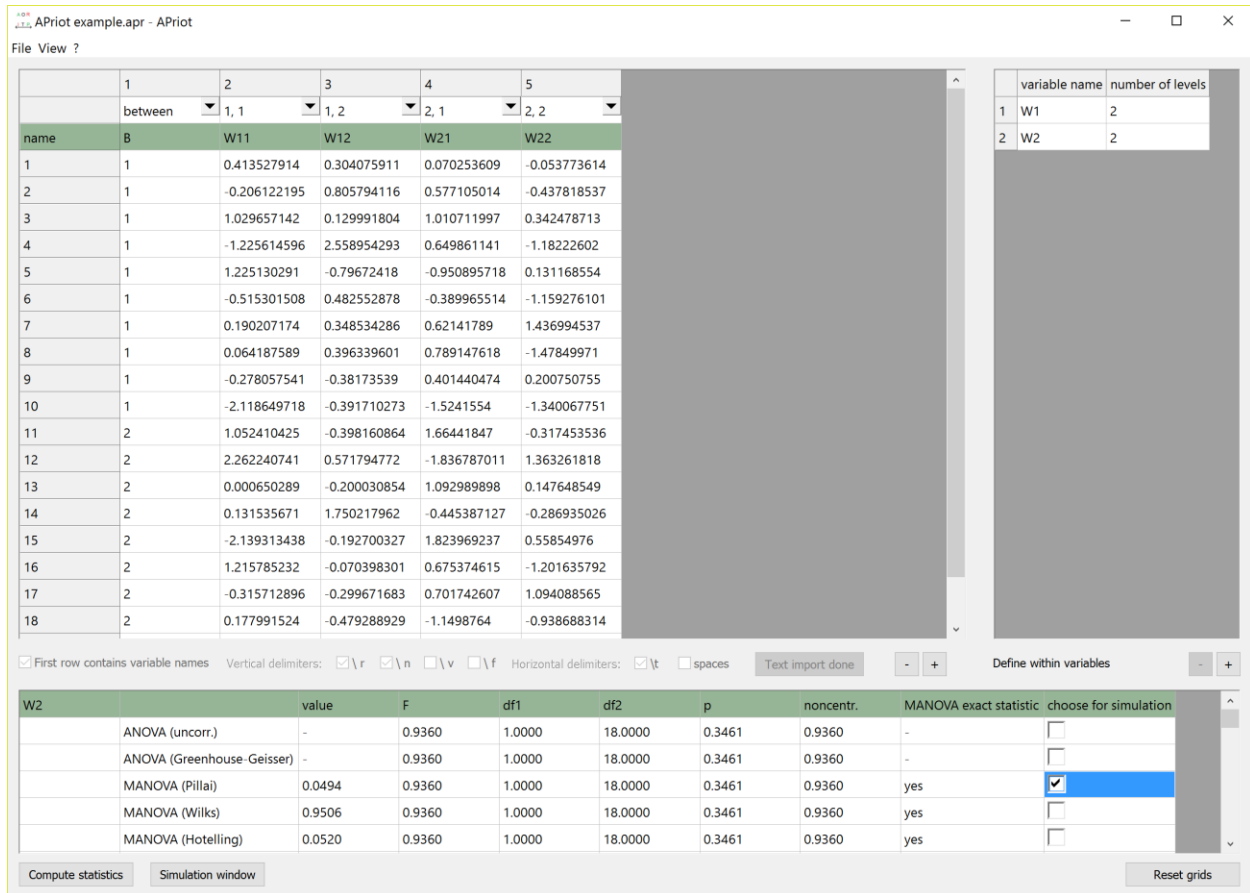 APriot example.apr - APriot
File View ?
1 2 3 4 5
between 1, 1 1, 2 2, 1 2, 2
name B W11 W12 W21 W22
1 1 0.413527914 0.304075911 0.070253609 -0.053773614
2 1 -0.206122195 0.805794116 0.577105014 -0.437818537
3 1 1.029657142 0.129991804 1.010711997 0.342478713
4 1 -1.225614596 2.558954293 0.649861141 -1.18222602
5 1 1.225130291 -0.79672418 -0.950895718 0.131168554
6 1 -0.515301508 0.482552878 -0.389965514 -1.159276101
7 1 0.190207174 0.348534286 0.62141789 1.436994537
8 1 0.064187589 0.396339601 0.789147618 -1.47849971
9 1 -0.278057541 -0.38173539 0.401440474 0.200750755
10 1 -2.118649718 -0.391710273 -1.5241554 -1.340067751
11 2 1.052410425 -0.398160864 1.66441847 -0.317453536
12 2 2.262240741 0.571794772 -1.836787011 1.363261818
13 2 0.000650289 -0.200030854 1.092989898 0.147648549
14 2 0.131535671 1.750217962 -0.445387127 -0.286935026
15 2 -2.139313438 -0.192700327 1.823969237 0.55854976
16 2 1.215785232 -0.070398301 0.675374615 -1.201635792
17 2 -0.315712896 -0.299671683 0.701742607 1.094088565
18 2 0.177991524 -0.479288929 -1.1498764 -0.938688314
variable name number of levels
1 W1 2
2 W2 2
First row contains variable names Vertical delimiters: \r \n \v \f Horizontal delimiters: \t spaces Text import done - + Define within variables - +
W2 value F df1 df2 p noncentr. MANOVA exact statistic choose for simulation
ANOVA (uncorr.) - 0.9360 1.0000 18.0000 0.3461 0.9360 -
ANOVA (Greenhouse-Geisser) - 0.9360 1.0000 18.0000 0.3461 0.9360 -
MANOVA (Pillai) 0.0494 0.9360 1.0000 18.0000 0.3461 0.9360 yes
MANOVA (Wilks) 0.9506 0.9360 1.0000 18.0000 0.3461 0.9360 yes
MANOVA (Hotelling) 0.0520 0.9360 1.0000 18.0000 0.3461 0.9360 yes
Compute statistics Simulation window Reset grids